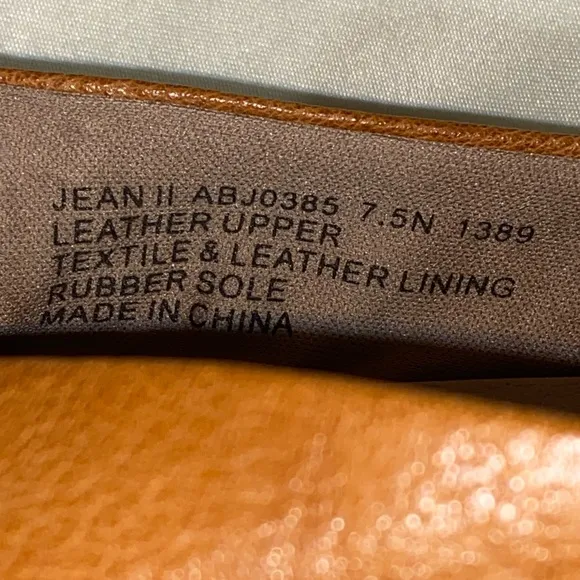 JEAN II ABJ0385 7.5N 1389
LEATHER UPPER
TEXTILE & LEATHER LINING
RUBBER SOLE
MADE IN CHINA